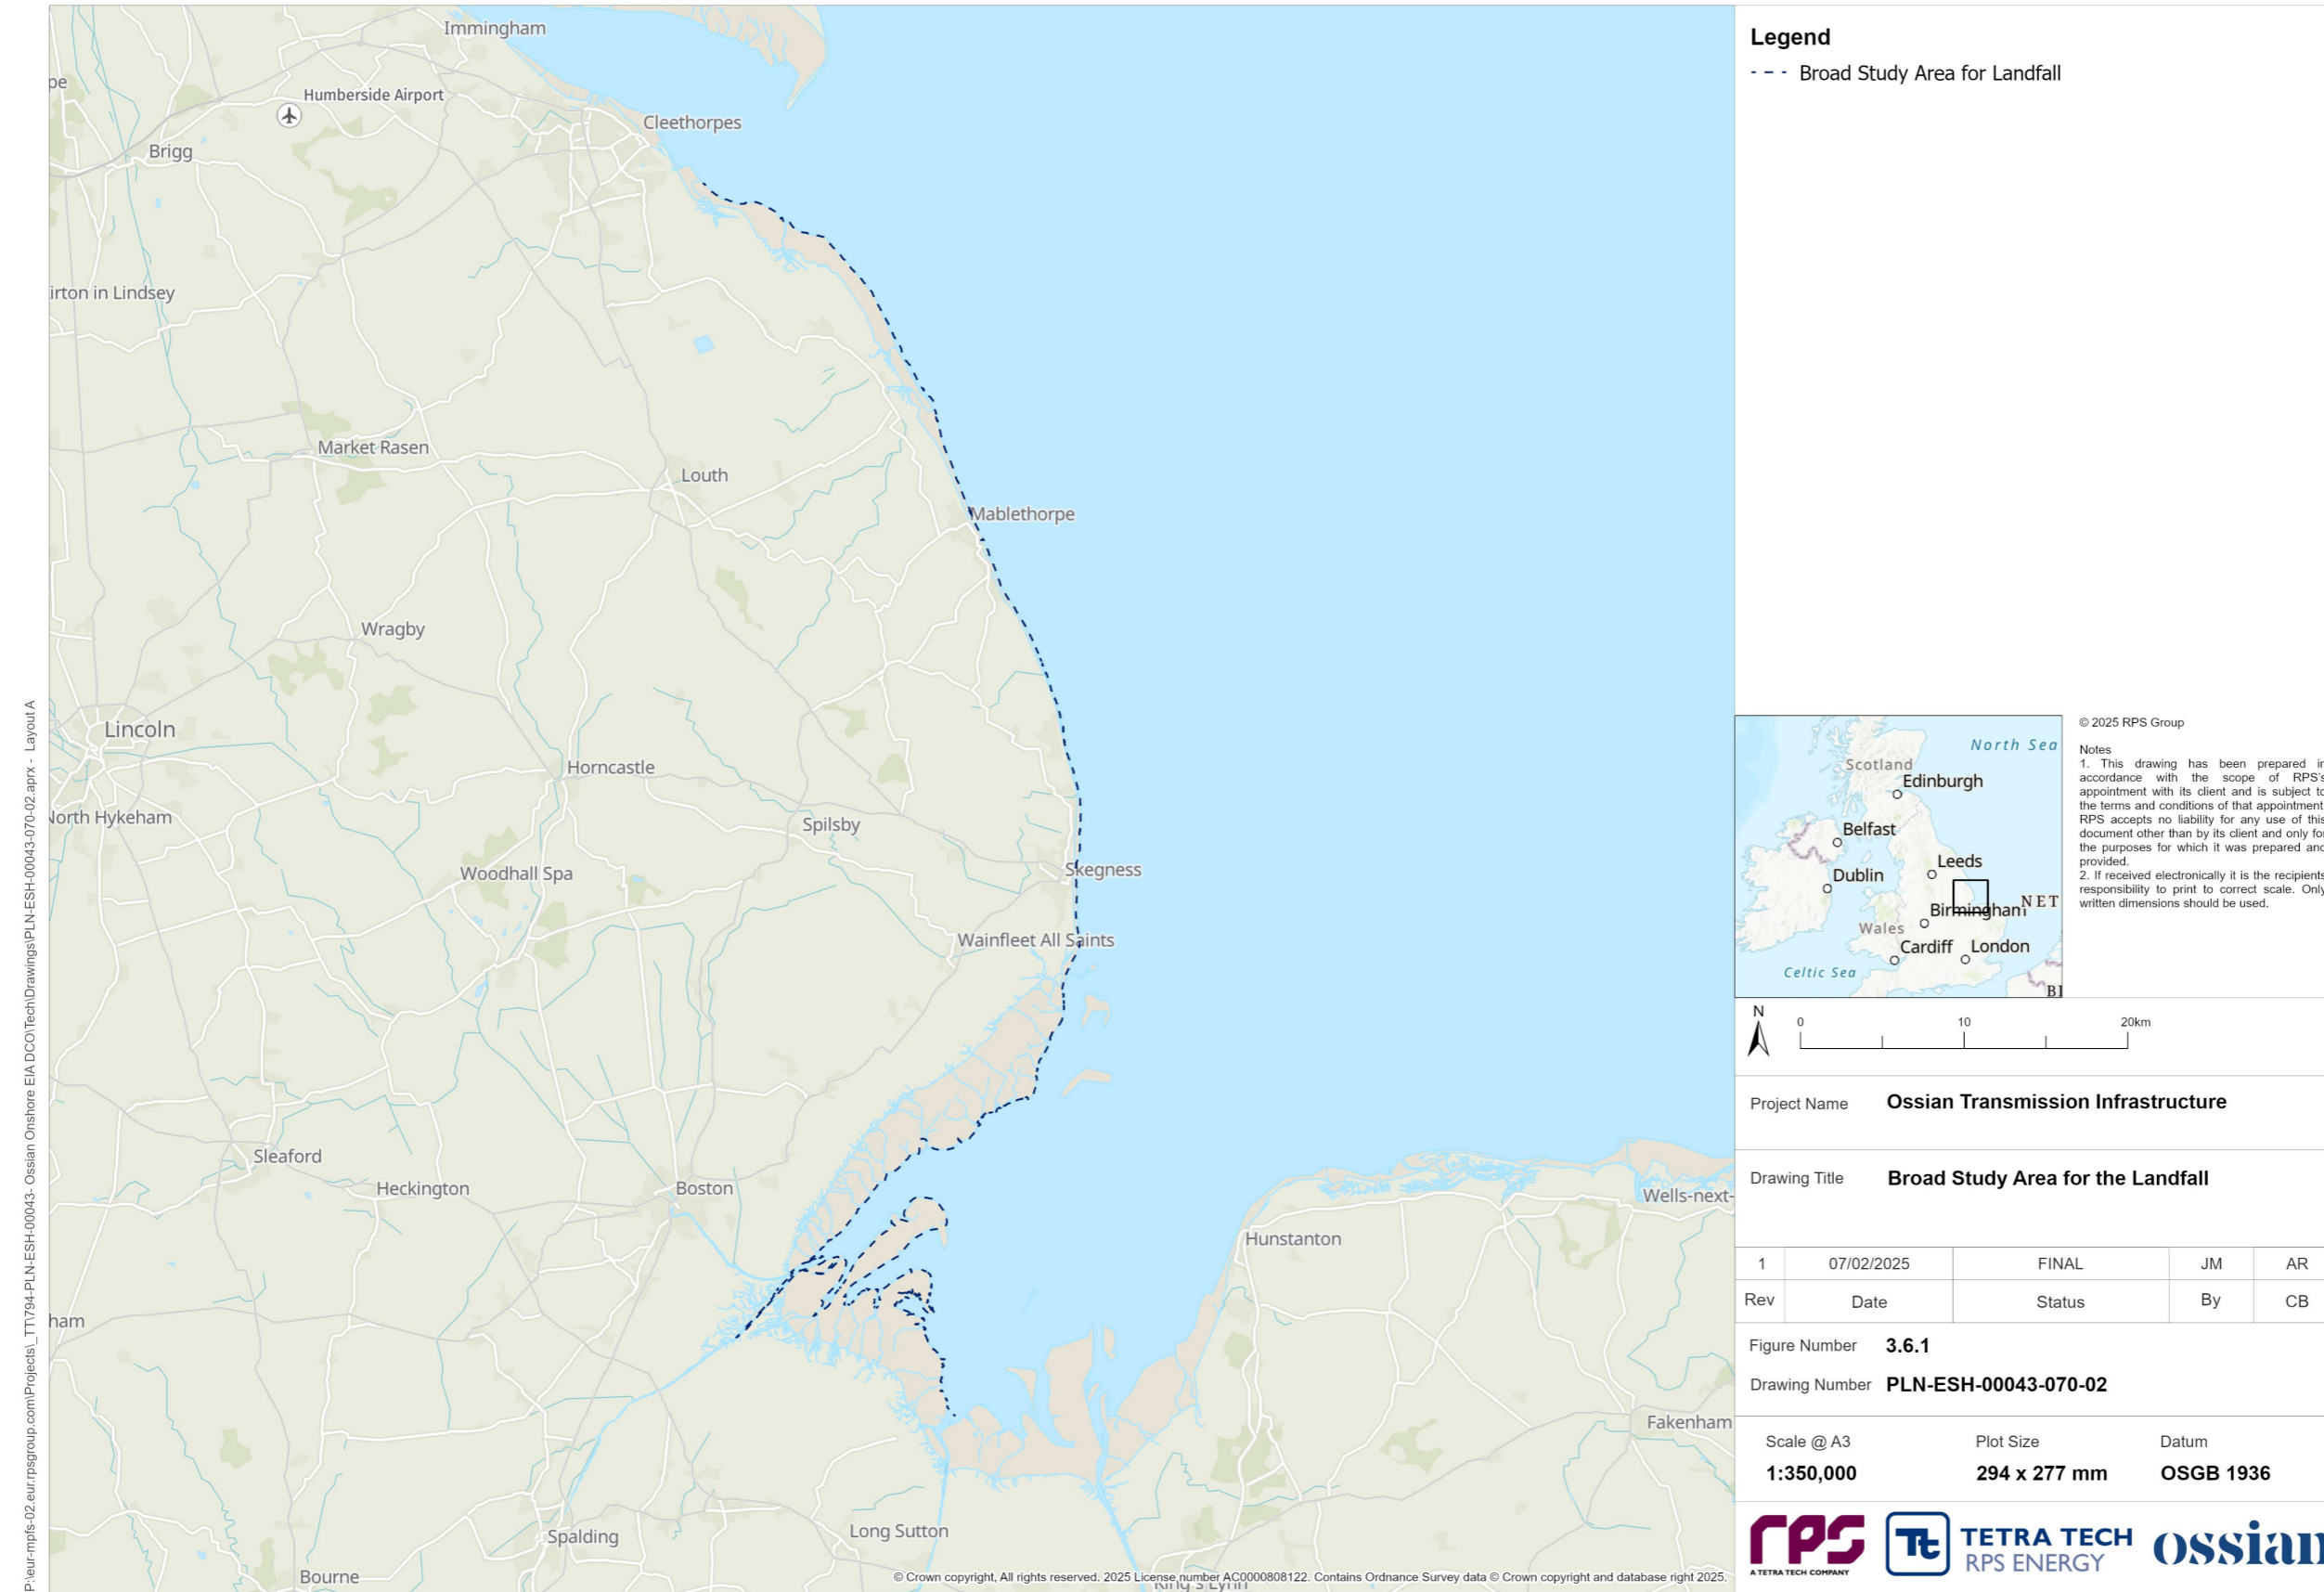 Immingham
Humberside Airport
Cleethorpes
Brigg
irton in Lindsey
Market Rasen
Louth
Mablethorpe
Wragby
Lincoln
Horncastle
North Hykeham
Spilsby
Woodhall Spa
Skegness
Wainfleet All Saints
Sleaford
Heckington
Boston
Wells-next-
Hunstanton
ham
Fakenham
Spalding
Long Sutton
Bourne
King's Lynn
© Crown copyright, All rights reserved. 2025 License number AC0000808122. Contains Ordnance Survey data © Crown copyright and database right 2025.
P:\eur-mpfs-02.eur.rpsgroup.com\Projects\_TT\794-PLN-ESH-00043- Ossian Onshore EIA DCO\Tech\Drawings\PLN-ESH-00043-070-02.aprx - Layout A
Legend
Broad Study Area for Landfall
North Sea
Scotland
Edinburgh
Belfast
Leeds
Dublin
NET
Birmingham
Wales
Cardiff London
Celtic Sea
BI
© 2025 RPS Group
Notes
1. This drawing has been prepared in
accordance with the scope of RPS's
appointment with its client and is subject to
the terms and conditions of that appointment.
RPS accepts no liability for any use of this
document other than by its client and only for
the purposes for which it was prepared and
provided.
2. If received electronically it is the recipients
responsibility to print to correct scale. Only
written dimensions should be used.
N
0 10 20km
Project Name Ossian Transmission Infrastructure
Drawing Title Broad Study Area for the Landfall
1 07/02/2025 FINAL JM AR
Rev Date Status By CB
Figure Number 3.6.1
Drawing Number PLN-ESH-00043-070-02
Scale @ A3 Plot Size Datum
1:350,000 294 x 277 mm OSGB 1936
rps
A TETRA TECH COMPANY
Tt
TETRA TECH
RPS ENERGY
ossian